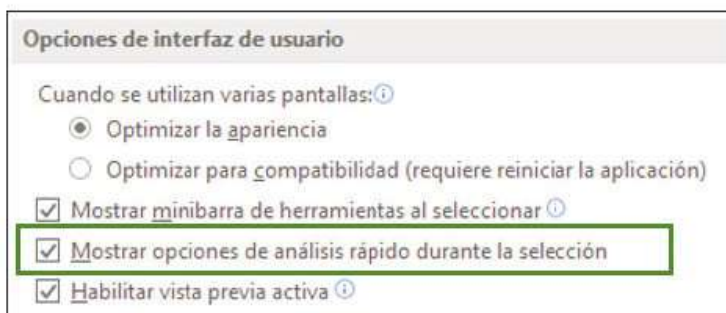 Opciones de interfaz de usuario
Cuando se utilizan varias pantallas:
Optimizar la apariencia
Optimizar para compatibilidad (requiere reiniciar la aplicación)
Mostrar minibarra de herramientas al seleccionar
Mostrar opciones de análisis rápido durante la selección
Habilitar vista previa activa